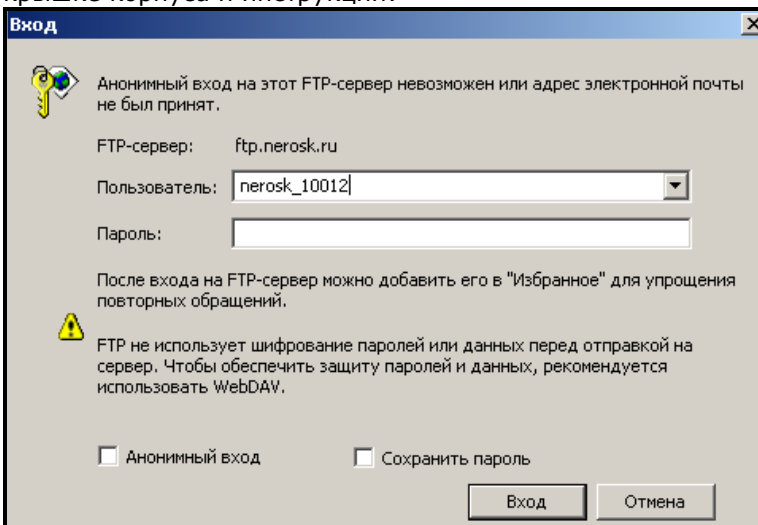 крышке корпуса и инструкции.
Вход
Анонимный вход на этот FTP-сервер невозможен или адрес электронной почты
не был принят.
FTP-сервер: ftp.nerosk.ru
Пользователь: nerosk_10012
Пароль:
После входа на FTP-сервер можно добавить его в "Избранное" для упрощения
повторных обращений.
FTP не использует шифрование паролей или данных перед отправкой на
сервер. Чтобы обеспечить защиту паролей и данных, рекомендуется
использовать WebDAV.
Анонимный вход Сохранить пароль
Вход Отмена